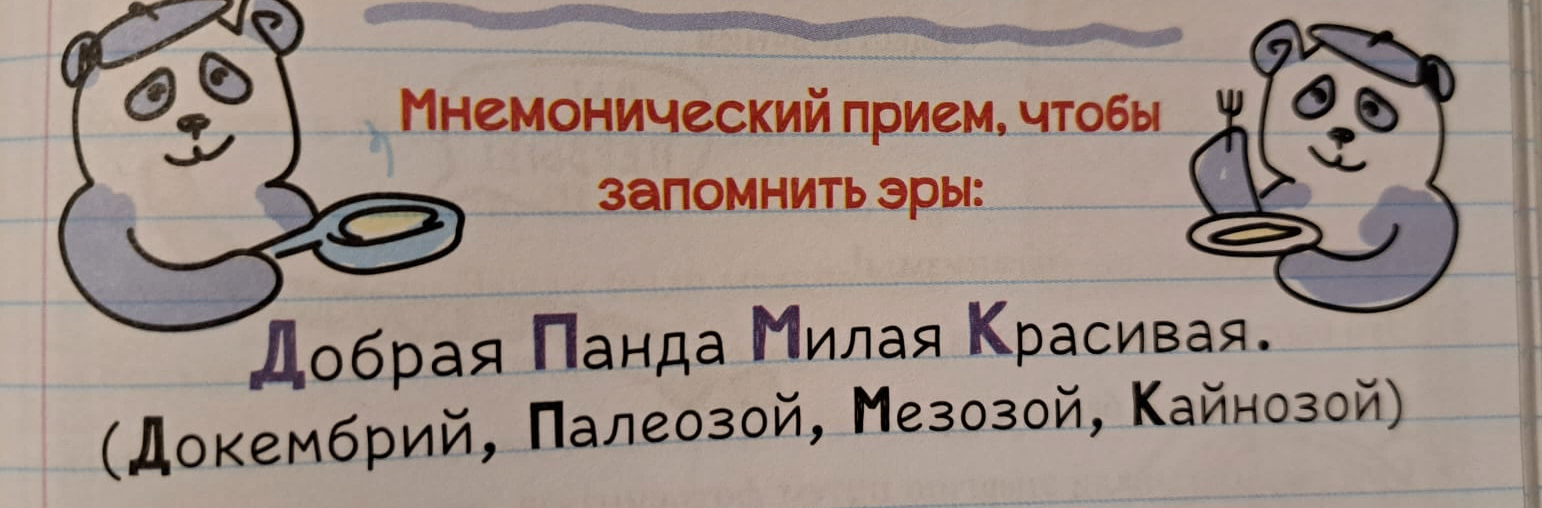 Мнемонический прием, чтобы
запомнить эры:
Добрая Панда Милая Красивая.
(Докембрий, Палеозой, Мезозой, Кайнозой)